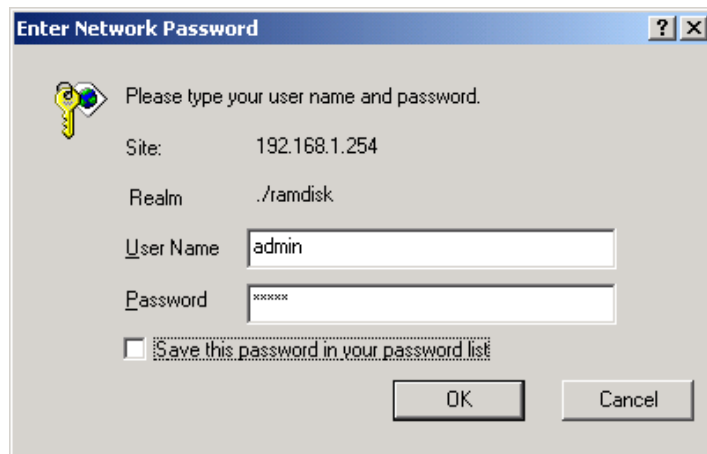 Enter Network Password
Please type your user name and password.
Site: 192.168.1.254
Realm ./ramdisk
User Name admin
Password *****
Save this password in your password list
OK Cancel